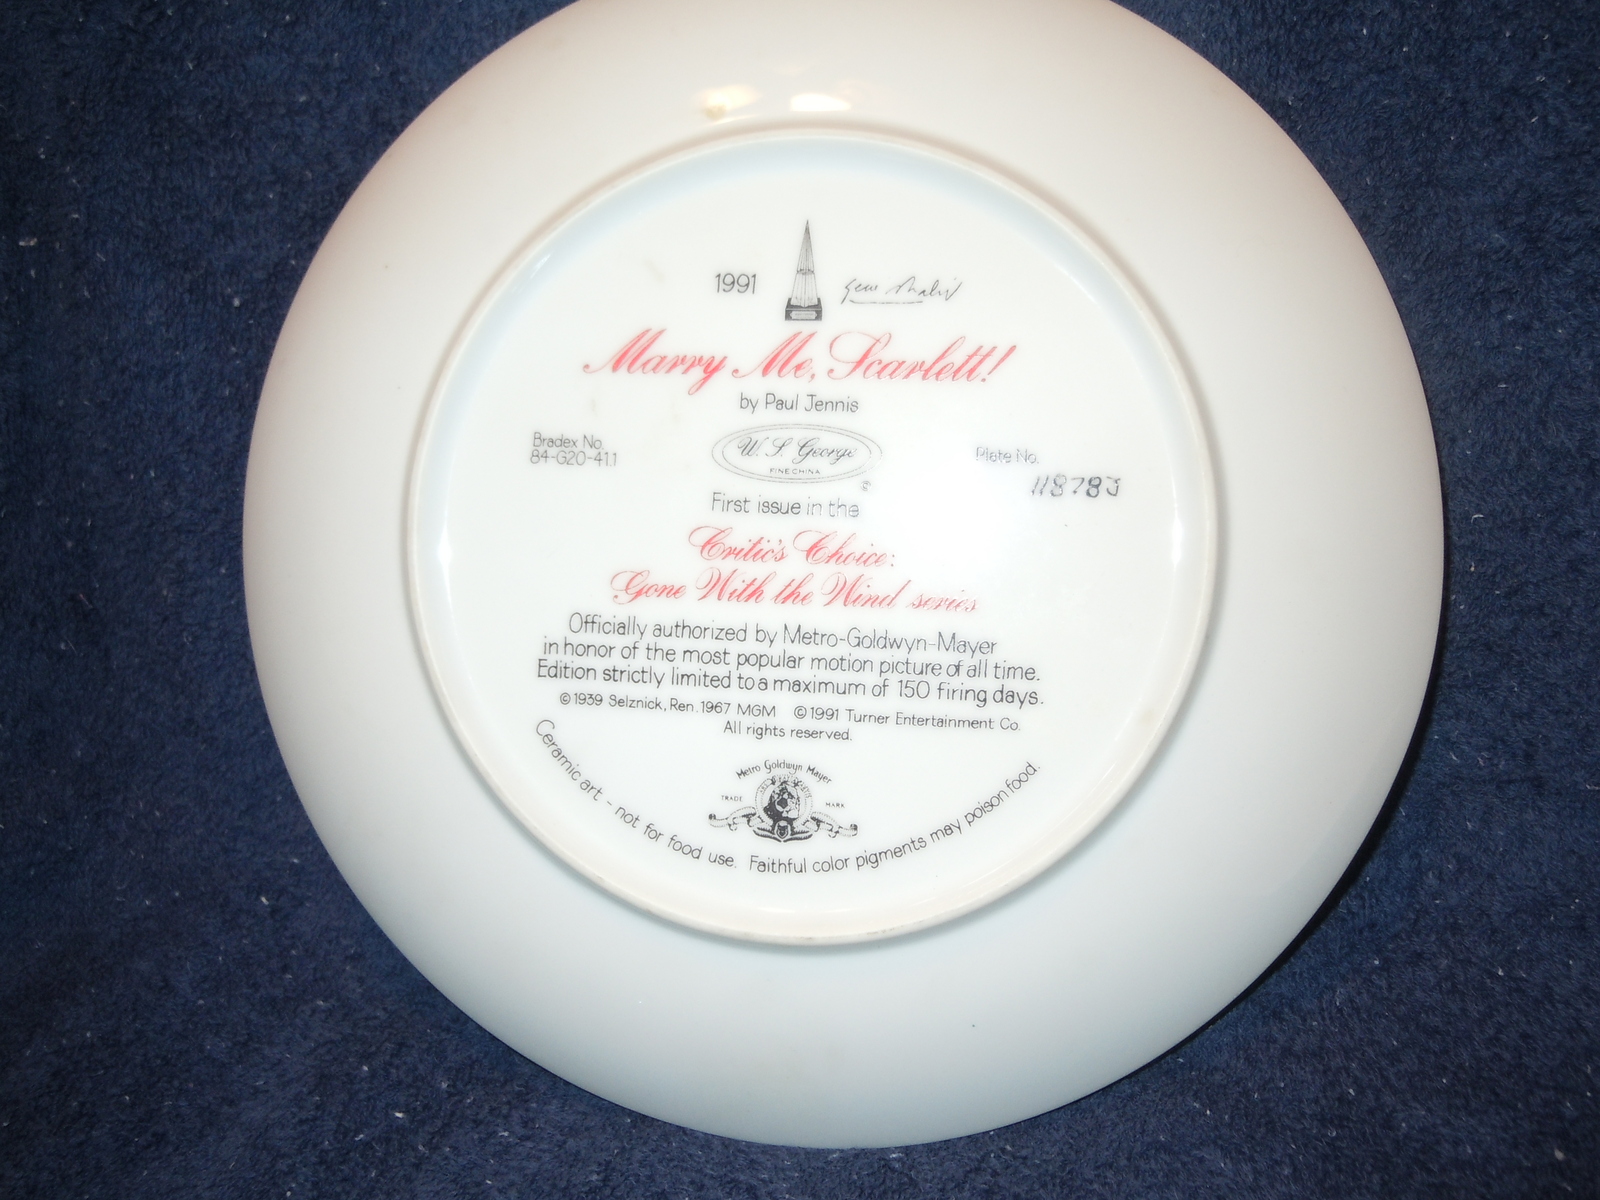 1991
Marry Me, Scarlett!
by Paul Jennis
Bradex No.
84-G20-41.1
W. S. George
FINE CHINA
©
Plate No.
First issue in the
Critic's Choice:
Gone With the Wind series
Officially authorized by Metro-Goldwyn-Mayer
in honor of the most popular motion picture of all time.
Edition strictly limited to a maximum of 150 firing days.
© 1939 Selznick, Ren. 1967 MGM © 1991 Turner Entertainment Co.
All rights reserved.
Metro Goldwyn Mayer
TRADE MARK
Ceramic art - not for food use. Faithful color pigments may poison food.